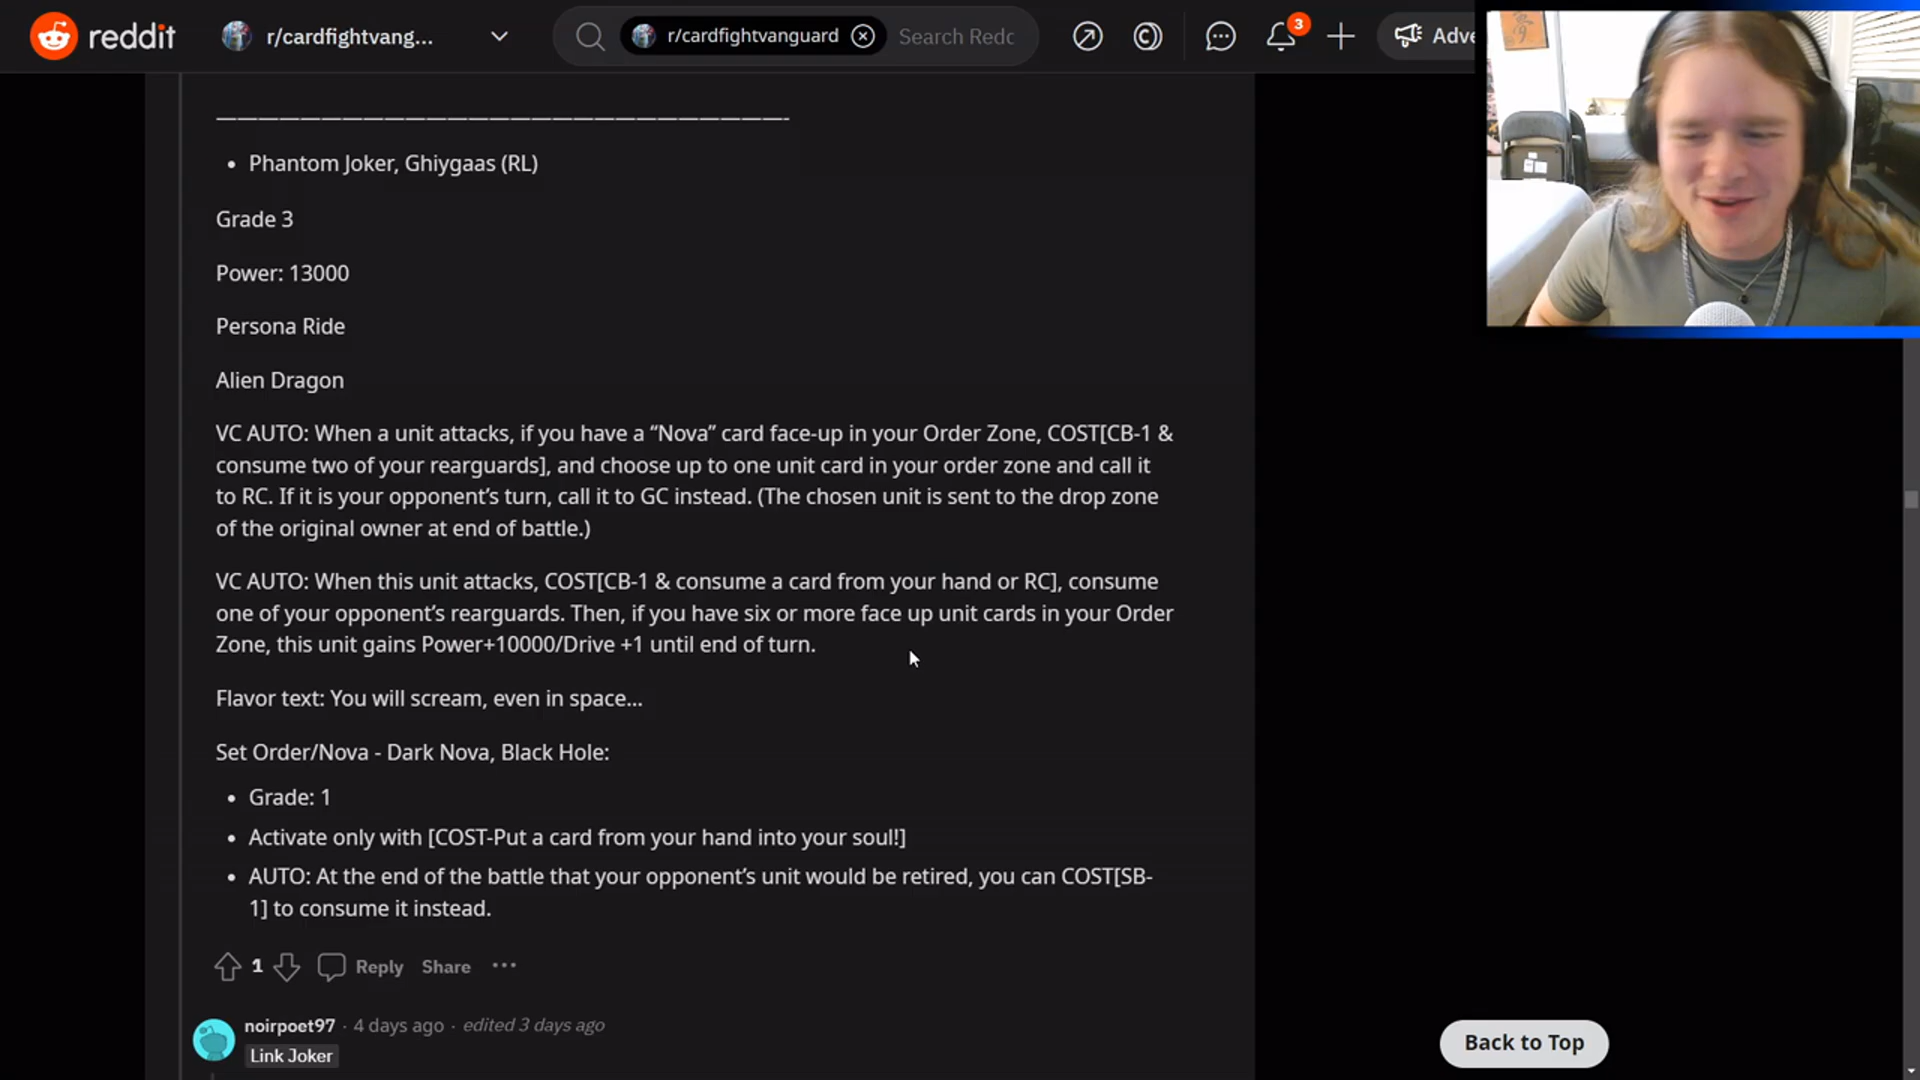 reddit
r/cardfightvang...
r/cardfightvanguard
Search Redc
3
Adve
————————————————————————————-
• Phantom Joker, Ghiygaas (RL)
Grade 3
Power: 13000
Persona Ride
Alien Dragon
VC AUTO: When a unit attacks, if you have a “Nova” card face-up in your Order Zone, COST[CB-1 &
consume two of your rearguards], and choose up to one unit card in your order zone and call it
to RC. If it is your opponent’s turn, call it to GC instead. (The chosen unit is sent to the drop zone
of the original owner at end of battle.)
VC AUTO: When this unit attacks, COST[CB-1 & consume a card from your hand or RC], consume
one of your opponent’s rearguards. Then, if you have six or more face up unit cards in your Order
Zone, this unit gains Power+10000/Drive +1 until end of turn.
Flavor text: You will scream, even in space...
Set Order/Nova - Dark Nova, Black Hole:
• Grade: 1
• Activate only with [COST-Put a card from your hand into your soul!]
• AUTO: At the end of the battle that your opponent’s unit would be retired, you can COST[SB-
1] to consume it instead.
1 Reply Share ...
noirpoet97 · 4 days ago · edited 3 days ago
Link Joker
Back to Top